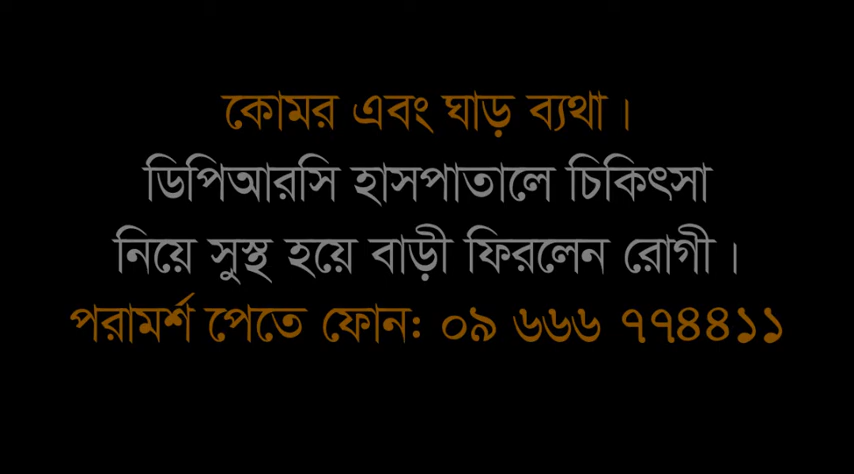 কোমর এবং ঘাড় ব্যথা।
ডিপিআরসি হাসপাতালে চিকিৎসা
নিয়ে সুস্থ হয়ে বাড়ী ফিরলেন রোগী।
পরামর্শ পেতে ফোন: ০৯ ৬৬৬ ৭৭৪৪১১